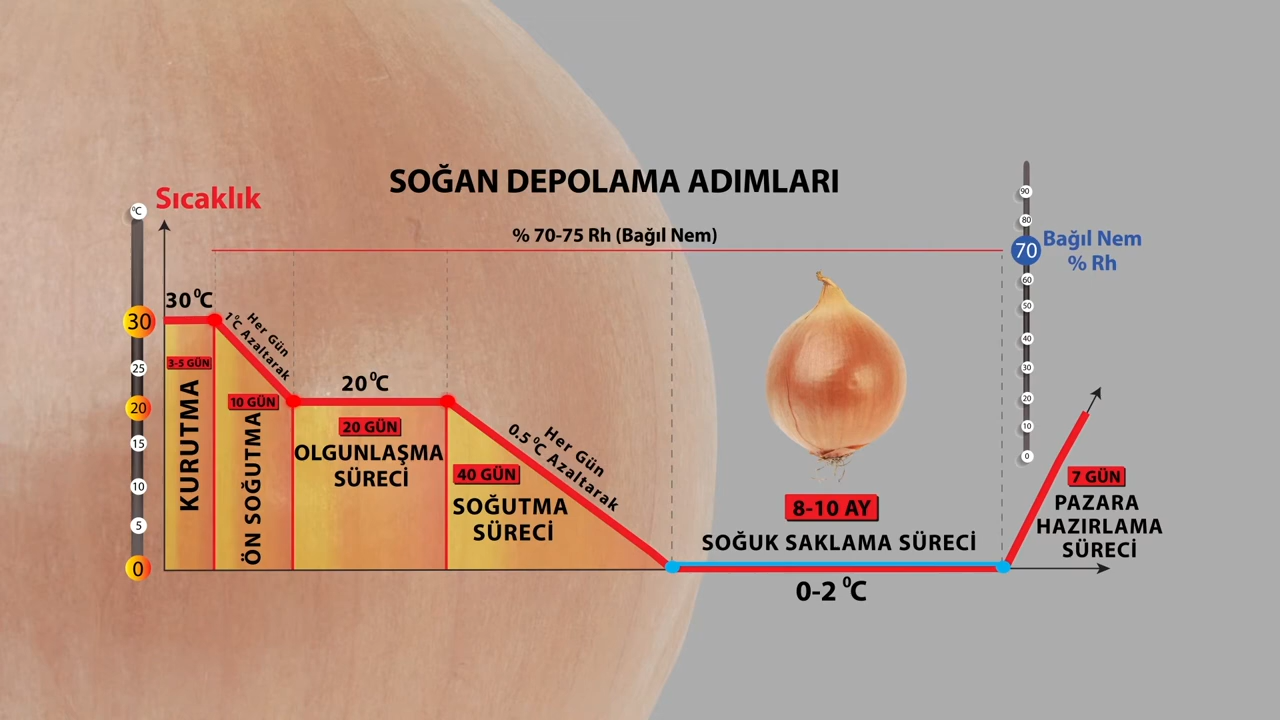 SOĞAN DEPOLAMA ADIMLARI
Sıcaklık
°C
% 70-75 Rh (Bağıl Nem)
Bağıl Nem
% Rh
90
80
70
60
50
40
30
20
10
0
30
25
20
15
10
5
0
30 °C
3-5 GÜN
KURUTMA
Her Gün
1°C Azaltarak
10 GÜN
ÖN SOĞUTMA
20 °C
20 GÜN
OLGUNLAŞMA
SÜRECİ
Her Gün
0.5°C Azaltarak
40 GÜN
SOĞUTMA
SÜRECİ
8-10 AY
SOĞUK SAKLAMA SÜRECİ
0-2 °C
7 GÜN
PAZARA
HAZIRLAMA
SÜRECİ